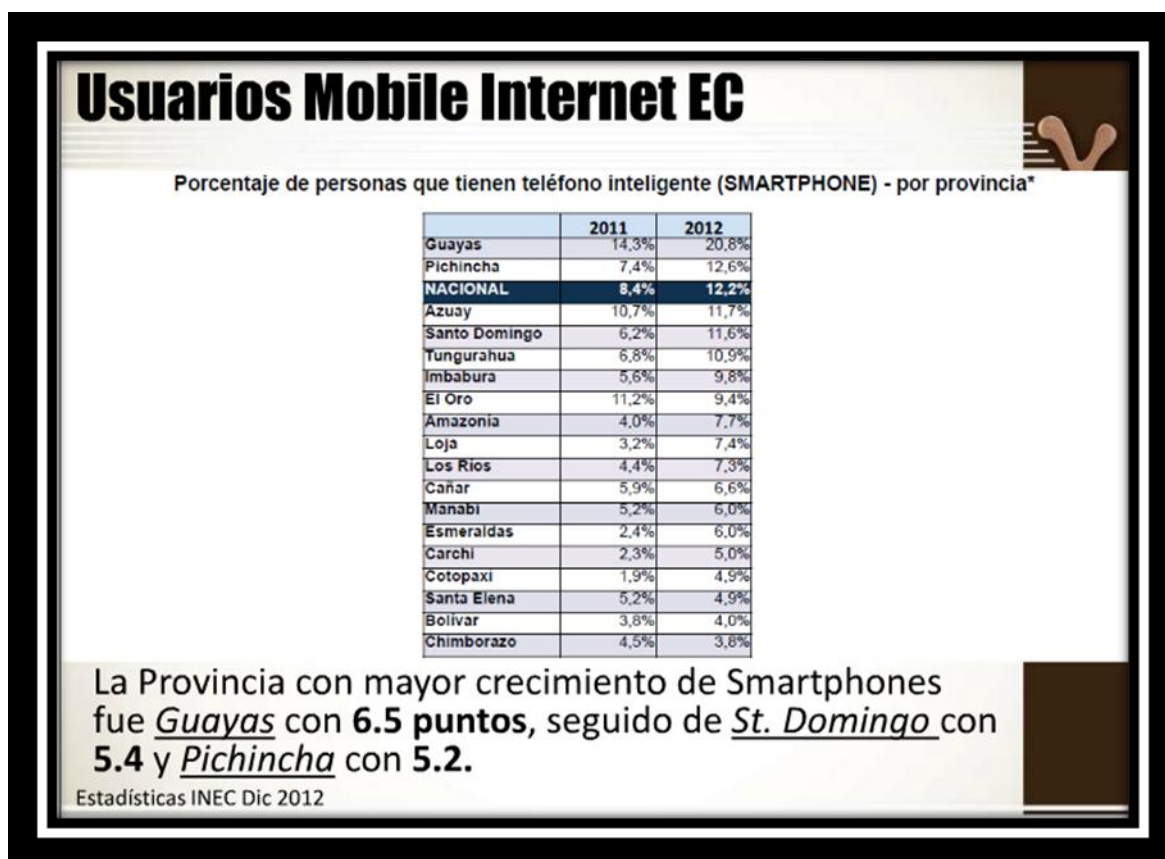 Usuarios Mobile Internet EC
Porcentaje de personas que tienen teléfono inteligente (SMARTPHONE) - por provincia*
2011 2012
Guayas 14,3% 20,8%
Pichincha 7,4% 12,6%
NACIONAL 8,4% 12,2%
Azuay 10,7% 11,7%
Santo Domingo 6,2% 11,6%
Tungurahua 6,8% 10,9%
Imbabura 5,6% 9,8%
El Oro 11,2% 9,4%
Amazonía 4,0% 7,7%
Loja 3,2% 7,4%
Los Ríos 4,4% 7,3%
Cañar 5,9% 6,6%
Manabí 5,2% 6,0%
Esmeraldas 2,4% 6,0%
Carchi 2,3% 5,0%
Cotopaxi 1,9% 4,9%
Santa Elena 5,2% 4,9%
Bolívar 3,8% 4,0%
Chimborazo 4,5% 3,8%
La Provincia con mayor crecimiento de Smartphones
fue Guayas con 6.5 puntos, seguido de St. Domingo con
5.4 y Pichincha con 5.2.
Estadísticas INEC Dic 2012